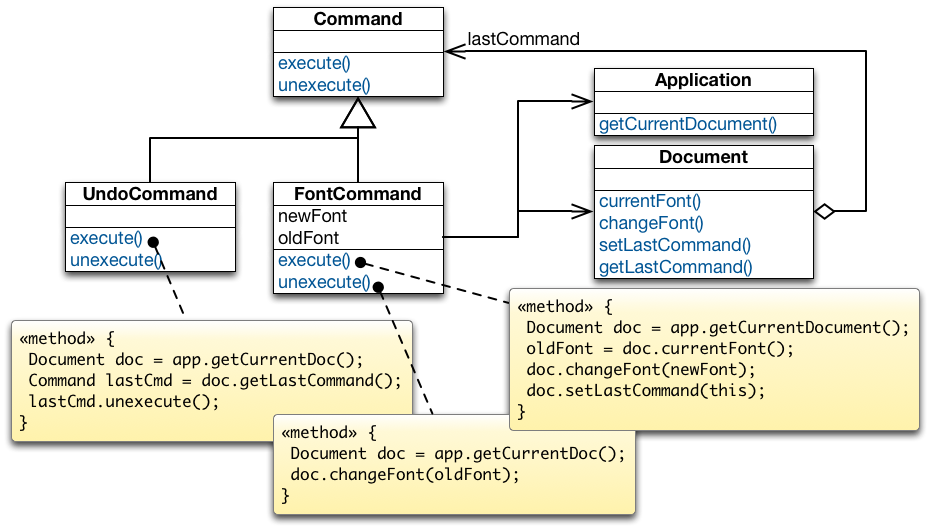 Command
execute()
unexecute()
lastCommand
Application
getCurrentDocument()
Document
currentFont()
changeFont()
setLastCommand()
getLastCommand()
UndoCommand
execute()
unexecute()
FontCommand
newFont
oldFont
execute()
unexecute()
«method» {
Document doc = app.getCurrentDoc();
Command lastCmd = doc.getLastCommand();
lastCmd.unexecute();
}
«method» {
Document doc = app.getCurrentDoc();
doc.changeFont(oldFont);
}
«method» {
Document doc = app.getCurrentDocument();
oldFont = doc.currentFont();
doc.changeFont(newFont);
doc.setLastCommand(this);
}